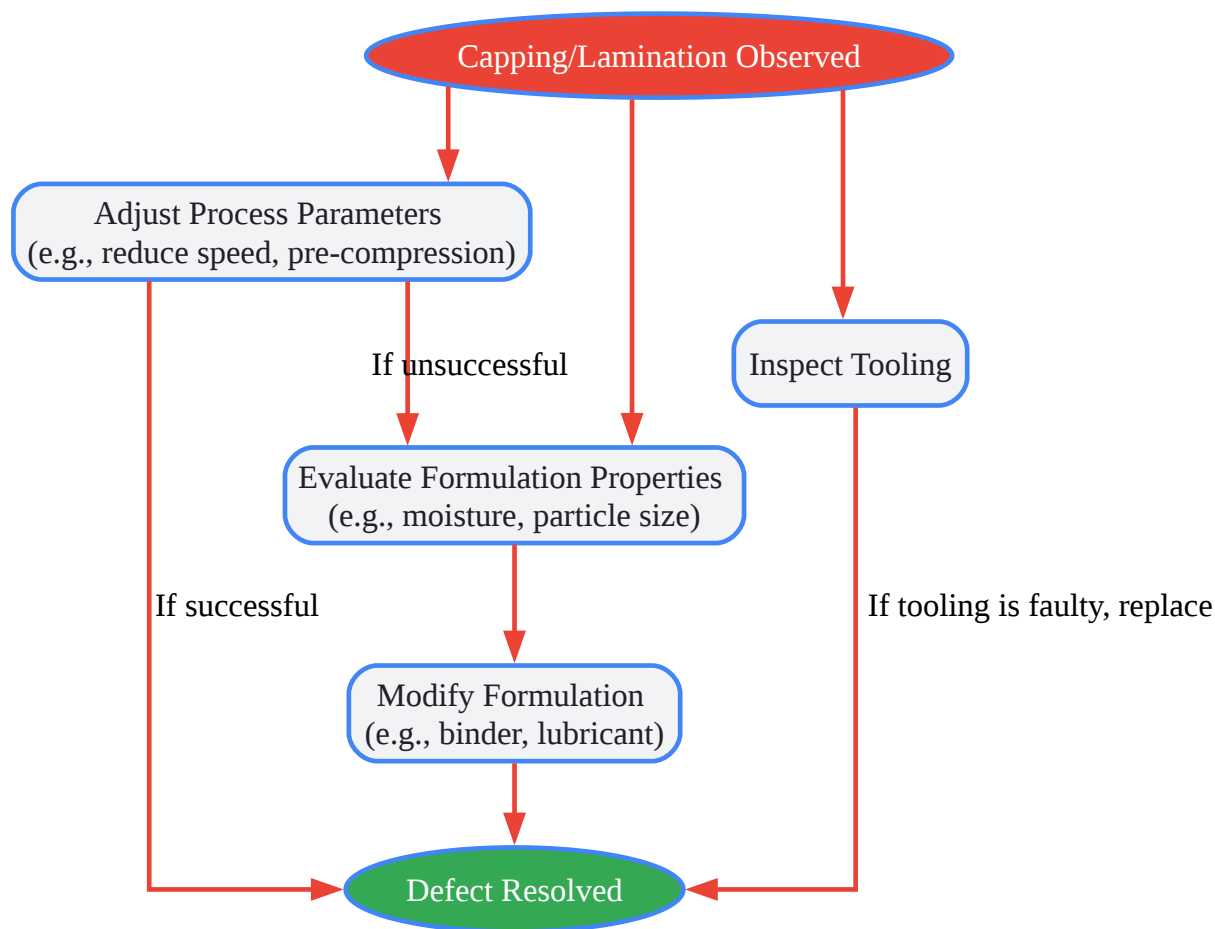 Capping/Lamination Observed
Adjust Process Parameters
(e.g., reduce speed, pre-compression)
If unsuccessful
Inspect Tooling
Evaluate Formulation Properties
(e.g., moisture, particle size)
If successful
If tooling is faulty, replace
Modify Formulation
(e.g., binder, lubricant)
Defect Resolved